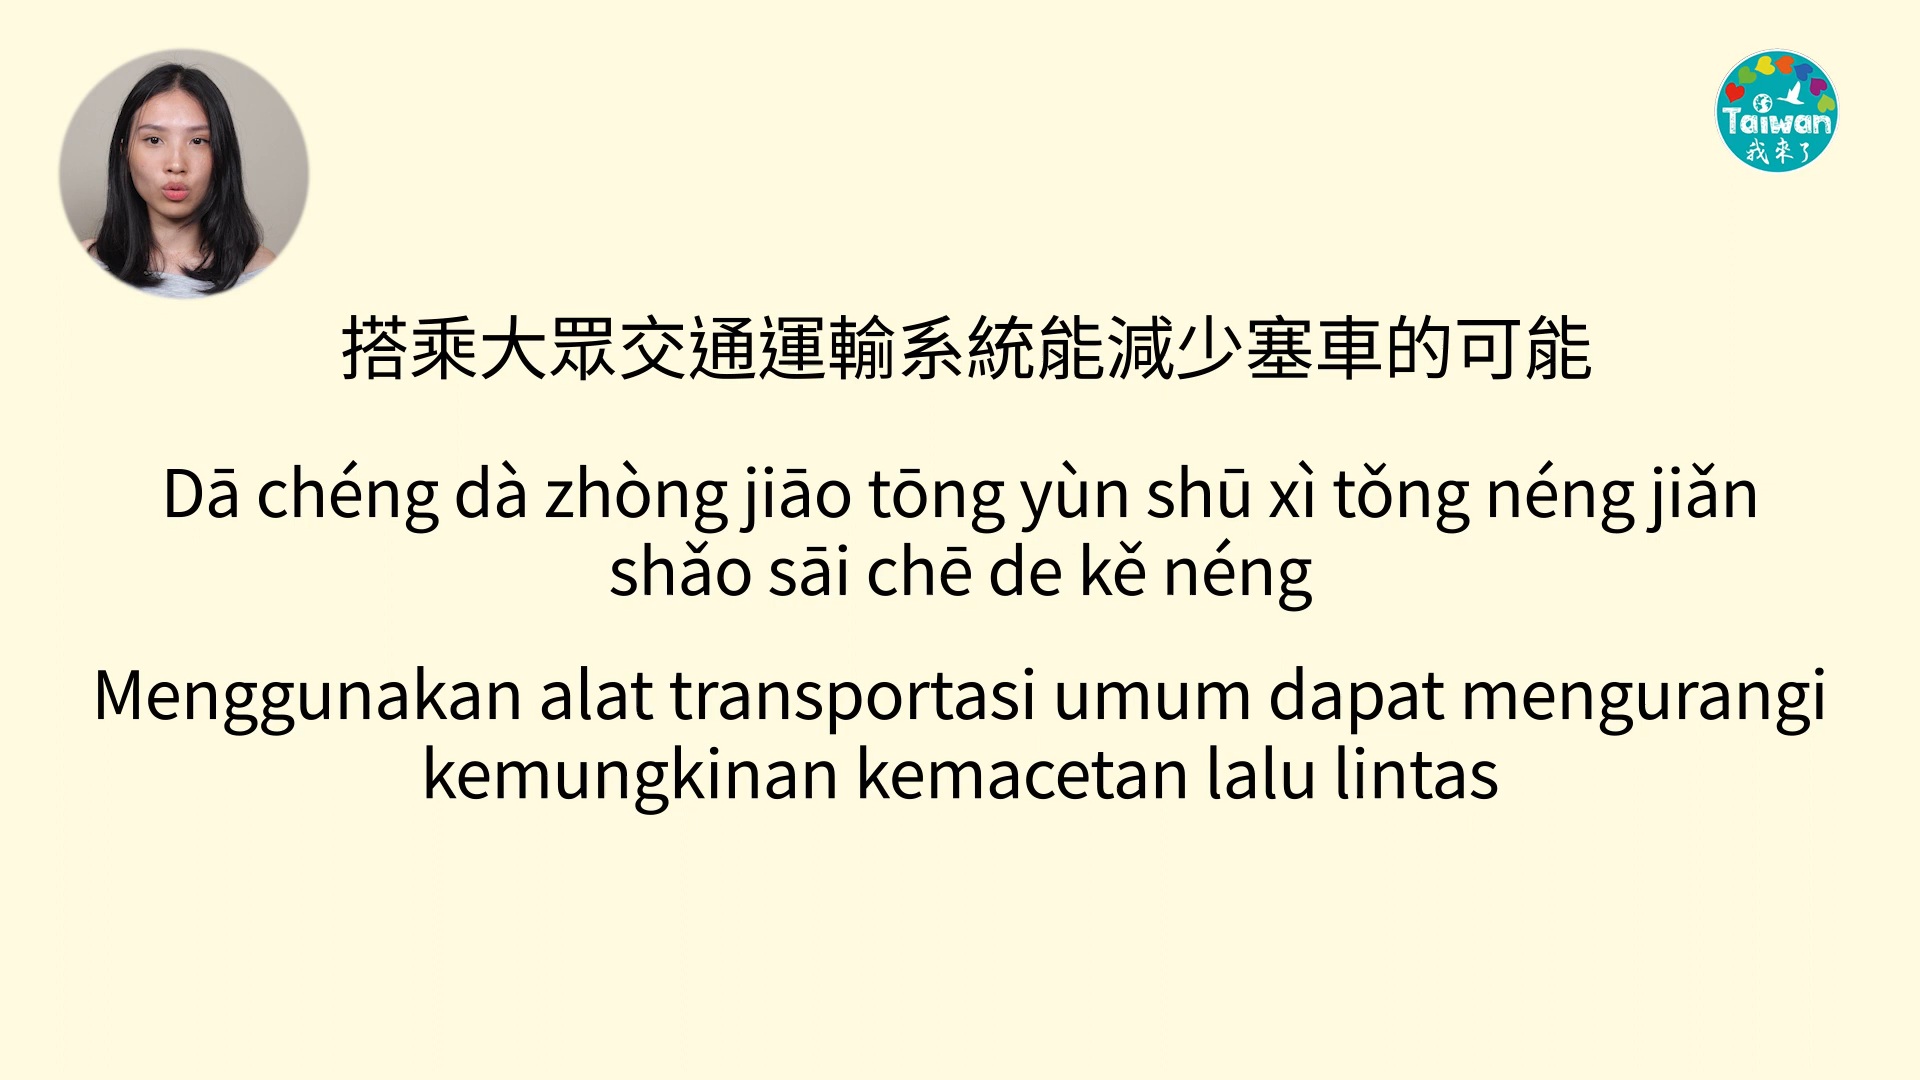 Taiwan
我來了
搭乘大眾交通運輸系統能減少塞車的可能
Dā chéng dà zhòng jiāo tōng yùn shū xì tǒng néng jiǎn
shǎo sāi chē de kě néng
Menggunakan alat transportasi umum dapat mengurangi
kemungkinan kemacetan lalu lintas